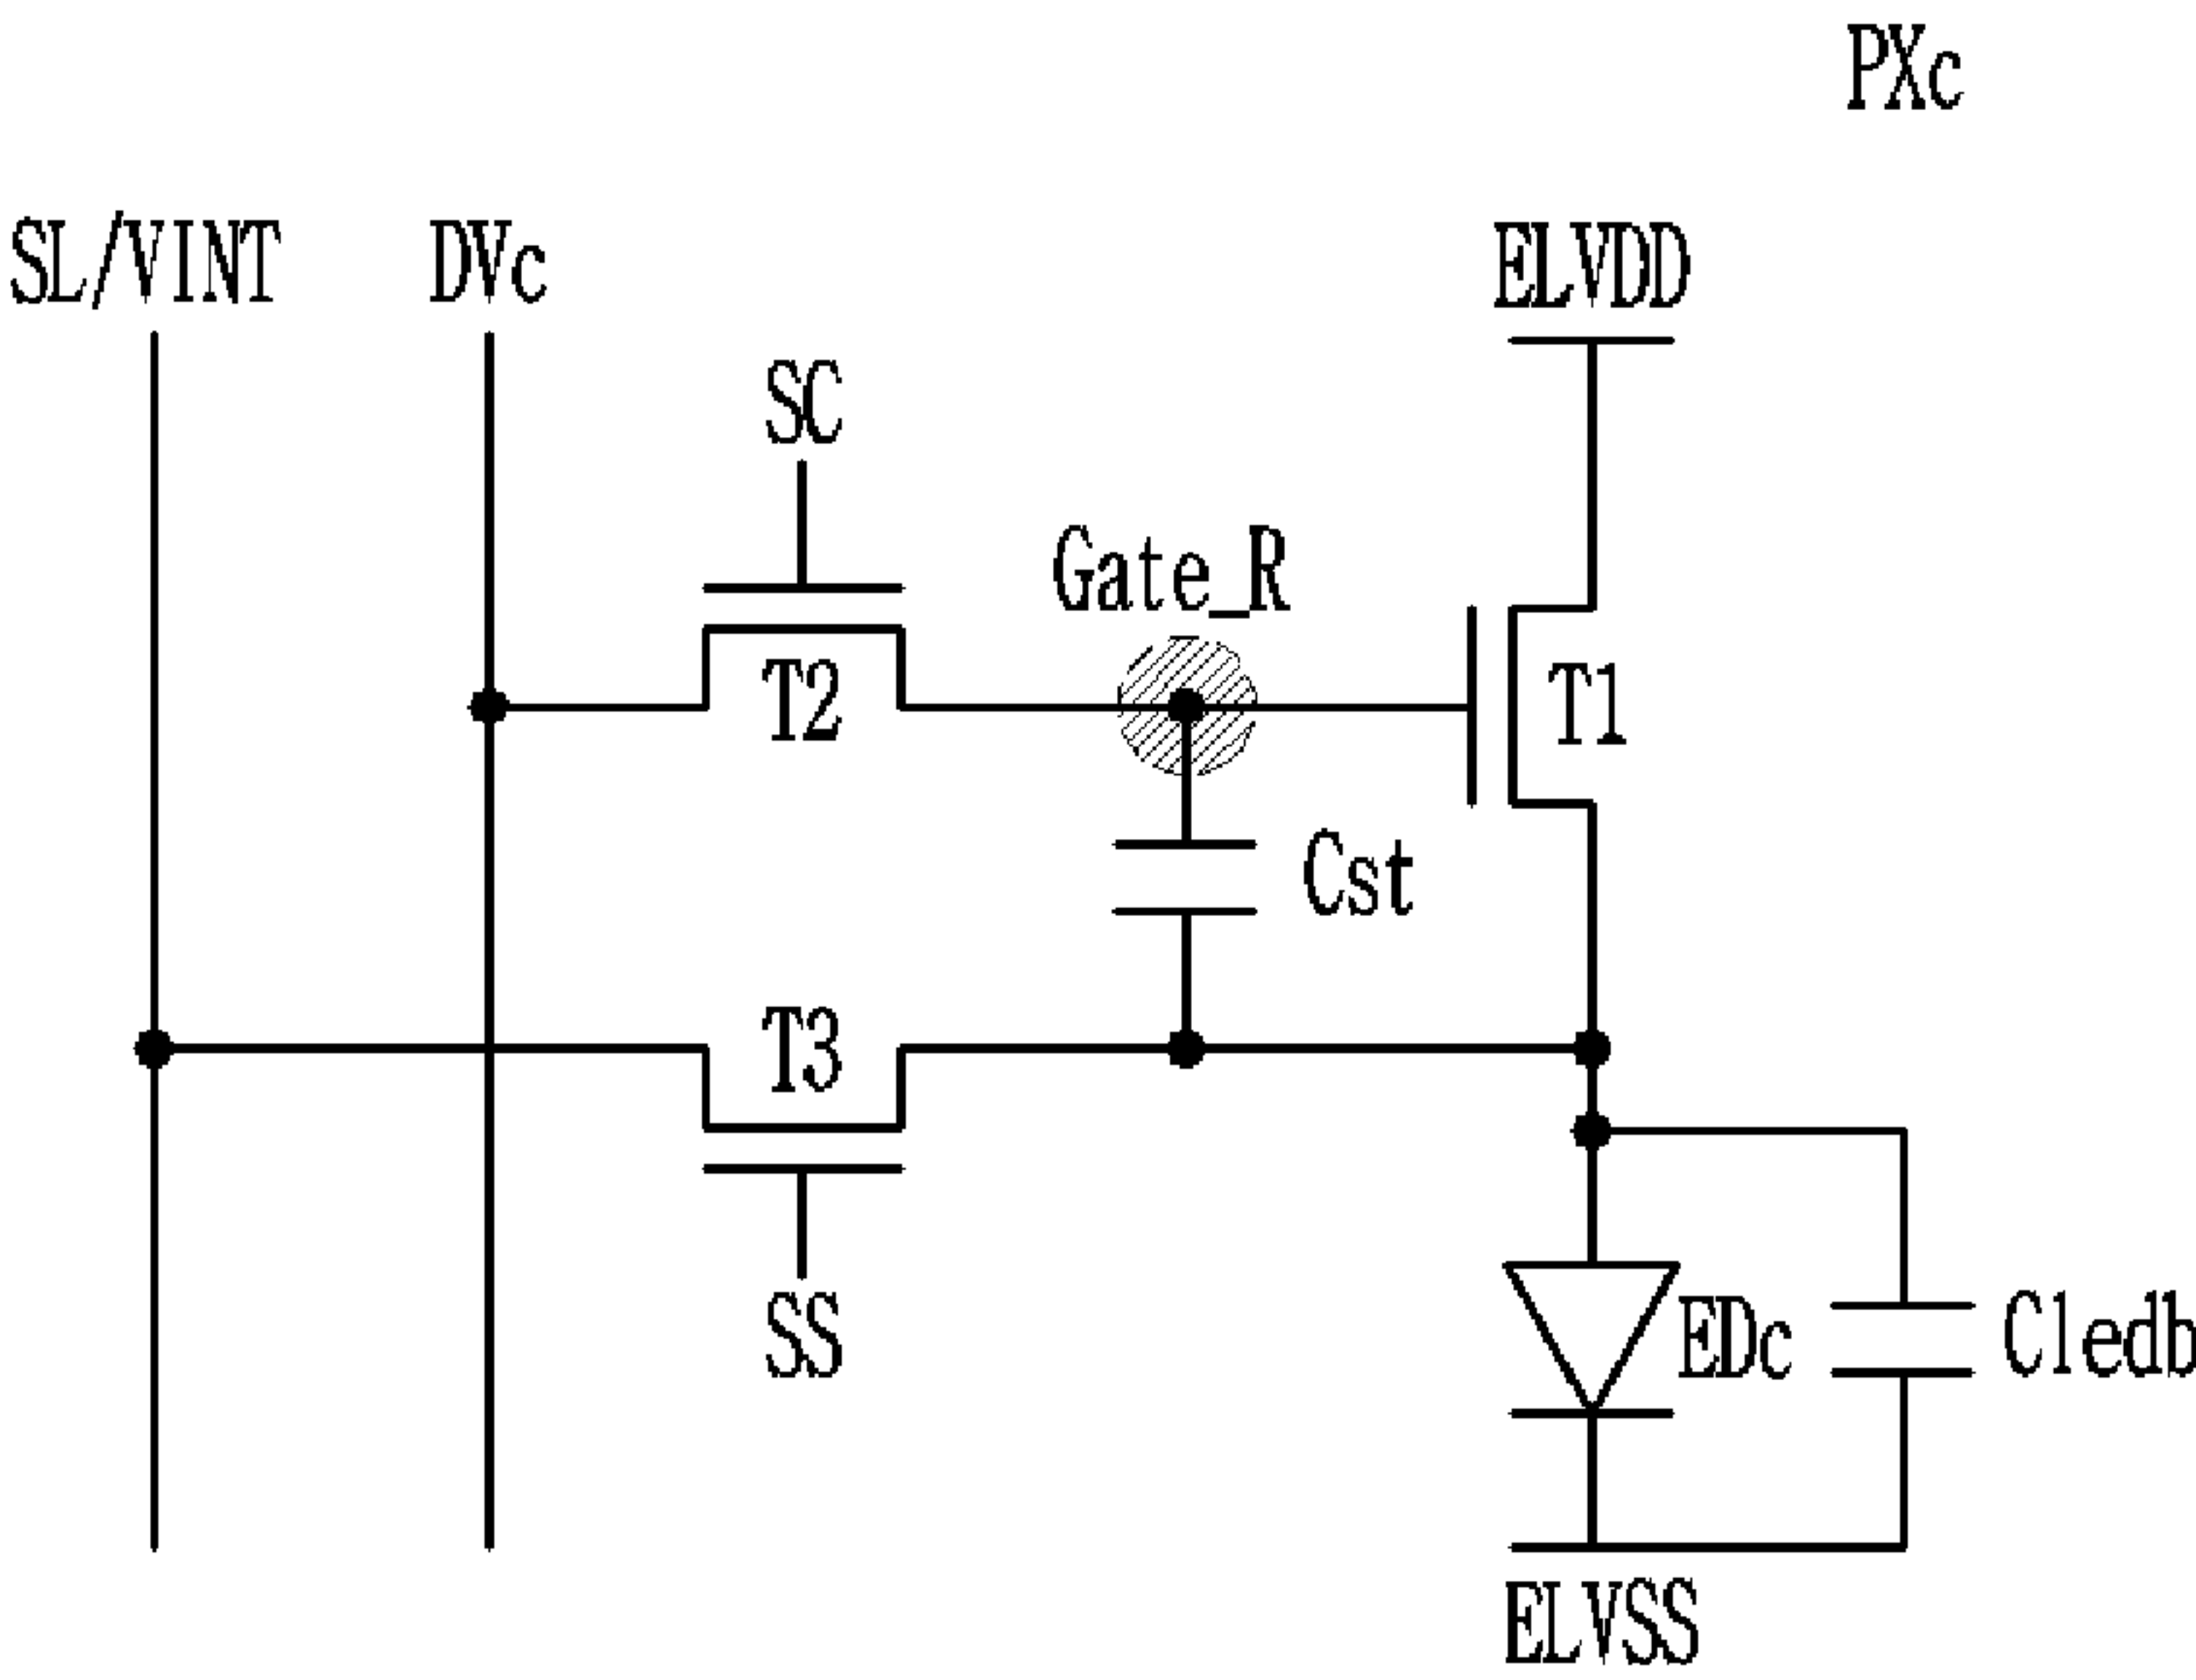 PXc
SL/VINT
DVc
ELVDD
SC
Gate_R
T2
T1
Cst
T3
SS
EDc
Cledb
ELVSS